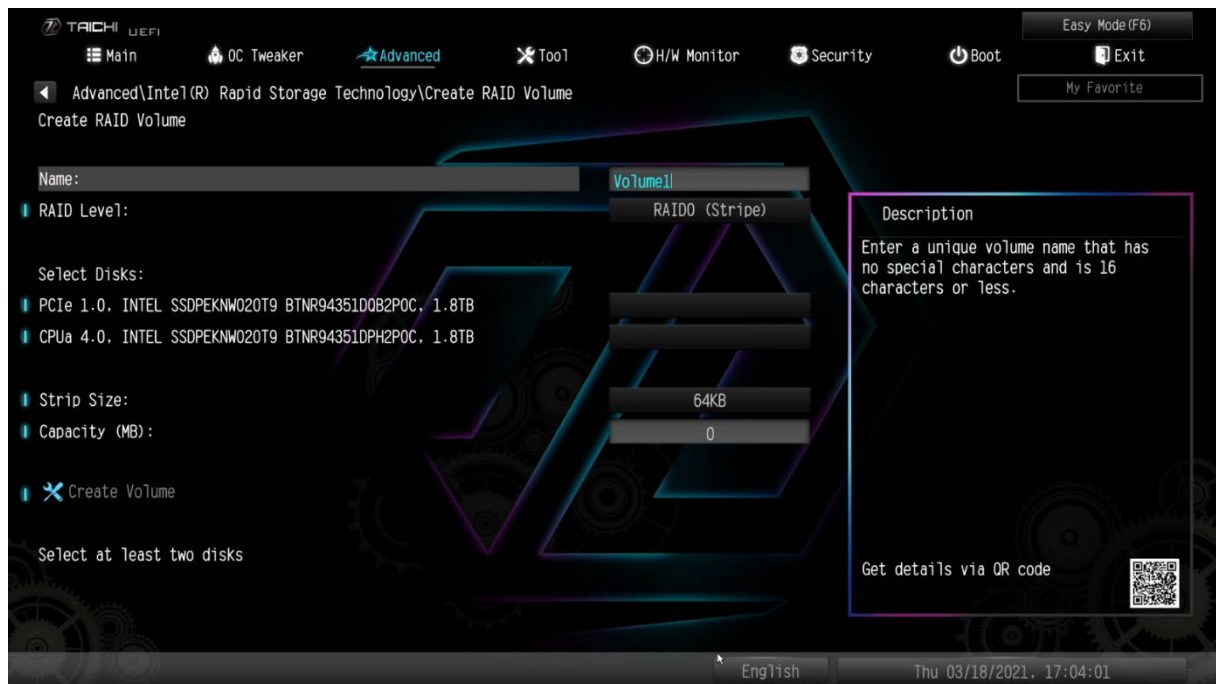 TAICHI UEFI
Easy Mode(F6)
Main OC Tweaker Advanced Tool H/W Monitor Security Boot Exit
Advanced\Intel(R) Rapid Storage Technology\Create RAID Volume
My Favorite
Create RAID Volume
Name: Volume1
RAID Level: RAID0 (Stripe)
Select Disks:
PCIe 1.0, INTEL SSDPEKNW020T9 BTNR94351D0B2P0C, 1.8TB
CPUa 4.0, INTEL SSDPEKNW020T9 BTNR94351DPH2P0C, 1.8TB
Strip Size: 64KB
Capacity (MB): 0
Create Volume
Select at least two disks
Description
Enter a unique volume name that has
no special characters and is 16
characters or less.
Get details via QR code
English
Thu 03/18/2021, 17:04:01